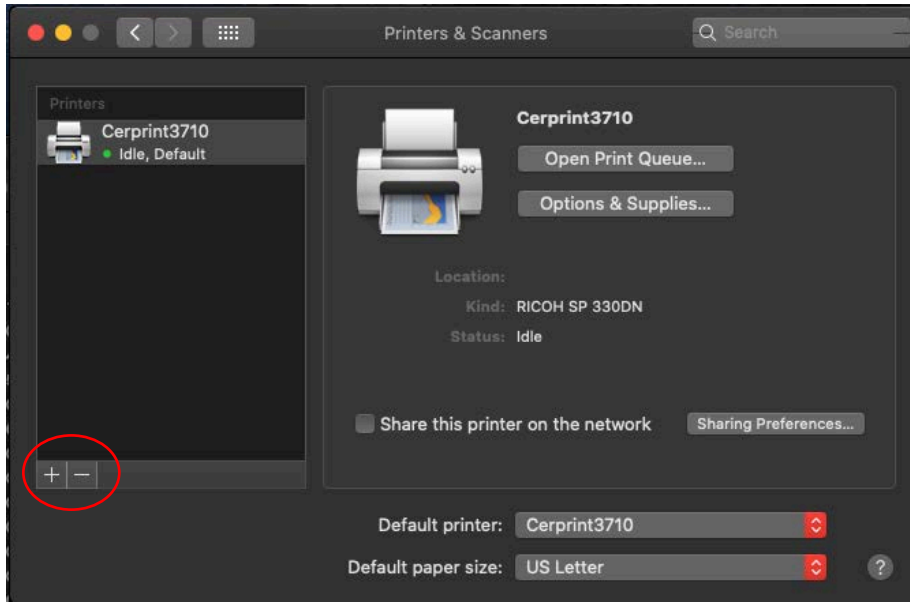 Printers & Scanners
Search
Printers
Cerprint3710
Idle, Default
Cerprint3710
Open Print Queue...
Options & Supplies...
Location:
Kind: RICOH SP 330DN
Status: Idle
Share this printer on the network
Sharing Preferences...
+ −
Default printer: Cerprint3710
Default paper size: US Letter
?